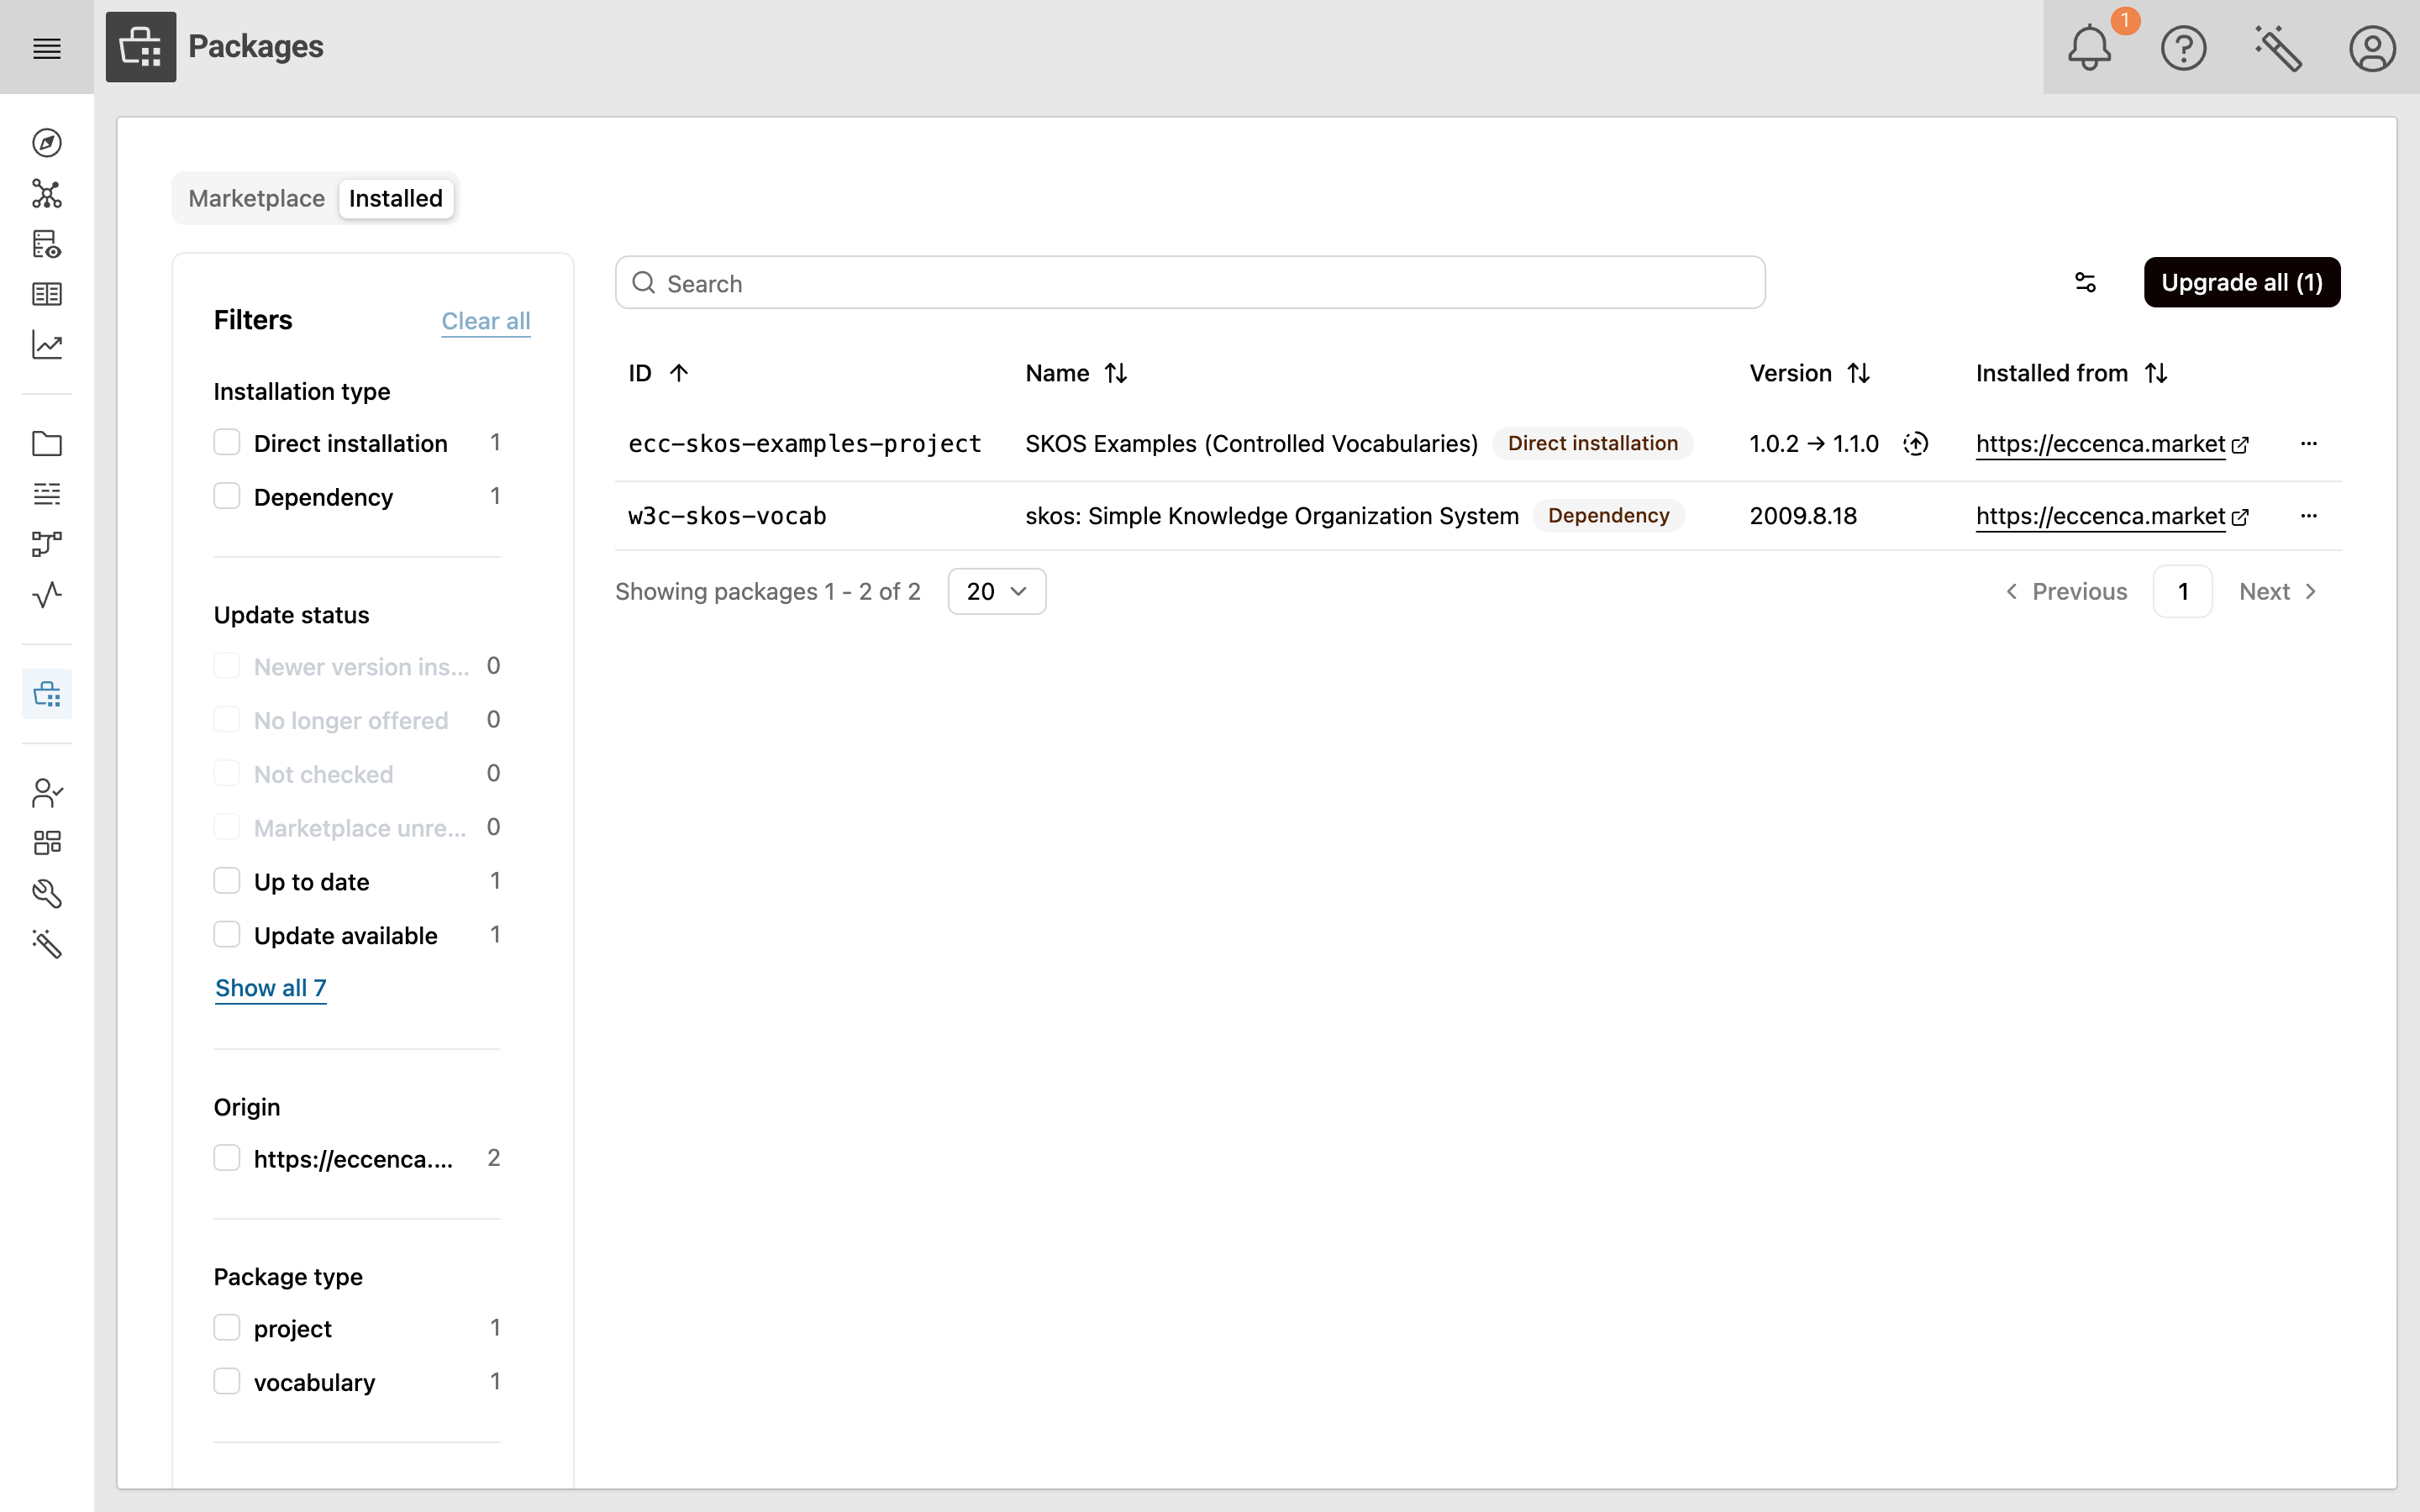 Packages
1
Marketplace Installed
Filters Clear all
Installation type
Direct installation 1
Dependency 1
Update status
Newer version ins... 0
No longer offered 0
Not checked 0
Marketplace unre... 0
Up to date 1
Update available 1
Show all 7
Origin
https://eccenca.... 2
Package type
project 1
vocabulary 1
Search
Upgrade all (1)
ID Name Version Installed from
ecc-skos-examples-project SKOS Examples (Controlled Vocabularies) Direct installation 1.0.2 → 1.1.0 https://eccenca.market ...
w3c-skos-vocab skos: Simple Knowledge Organization System Dependency 2009.8.18 https://eccenca.market ...
Showing packages 1 - 2 of 2 20 Previous 1 Next